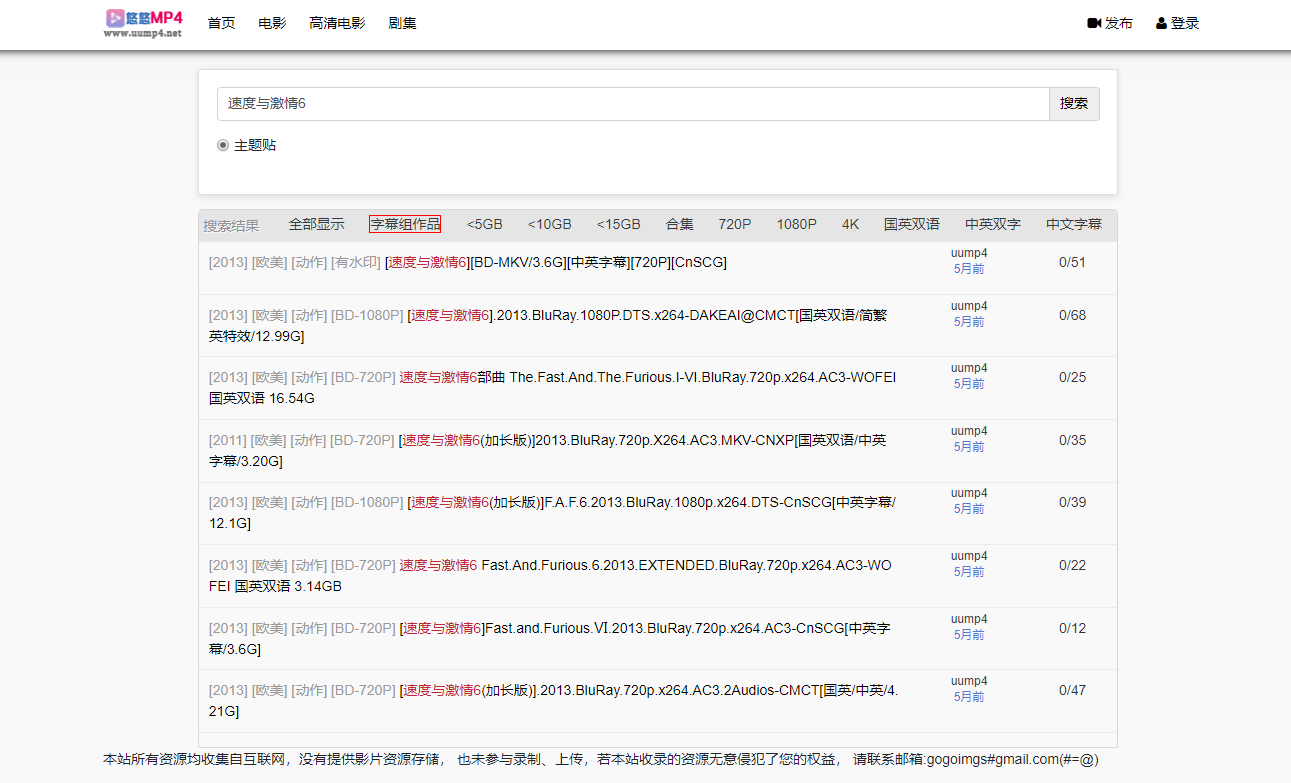 悠悠MP4
www.uump4.net
首页 电影 高清电影 剧集 发布 登录
速度与激情6 搜索
主题贴
搜索结果 全部显示 字幕组作品 <5GB <10GB <15GB 合集 720P 1080P 4K 国英双语 中英双字 中文字幕
[2013] [欧美] [动作] [有水印] [速度与激情6][BD-MKV/3.6G][中英字幕][720P][CnSCG] uump4 0/51
5月前
[2013] [欧美] [动作] [BD-1080P] [速度与激情6].2013.BluRay.1080P.DTS.x264-DAKEAI@CMCT[国英双语/简繁 uump4 0/68
英特效/12.99G] 5月前
[2013] [欧美] [动作] [BD-720P] 速度与激情6部曲 The.Fast.And.The.Furious.I-VI.BluRay.720p.x264.AC3-WOFEI uump4 0/25
国英双语 16.54G 5月前
[2011] [欧美] [动作] [BD-720P] [速度与激情6(加长版)]2013.BluRay.720p.X264.AC3.MKV-CNXP[国英双语/中英 uump4 0/35
字幕/3.20G] 5月前
[2013] [欧美] [动作] [BD-1080P] [速度与激情6(加长版)]F.A.F.6.2013.BluRay.1080p.x264.DTS-CnSCG[中英字幕/ uump4 0/39
12.1G] 5月前
[2013] [欧美] [动作] [BD-720P] 速度与激情6 Fast.And.Furious.6.2013.EXTENDED.BluRay.720p.x264.AC3-WO uump4 0/22
FEI 国英双语 3.14GB 5月前
[2013] [欧美] [动作] [BD-720P] [速度与激情6]Fast.and.Furious.Ⅵ.2013.BluRay.720p.x264.AC3-CnSCG[中英字 uump4 0/12
幕/3.6G] 5月前
[2013] [欧美] [动作] [BD-720P] [速度与激情6(加长版)].2013.BluRay.720p.x264.AC3.2Audios-CMCT[国英/中英/4. uump4 0/47
21G] 5月前
本站所有资源均收集自互联网，没有提供影片资源存储， 也未参与录制、上传，若本站收录的资源无意侵犯了您的权益， 请联系邮箱:gogoimgs#gmail.com(#=@)